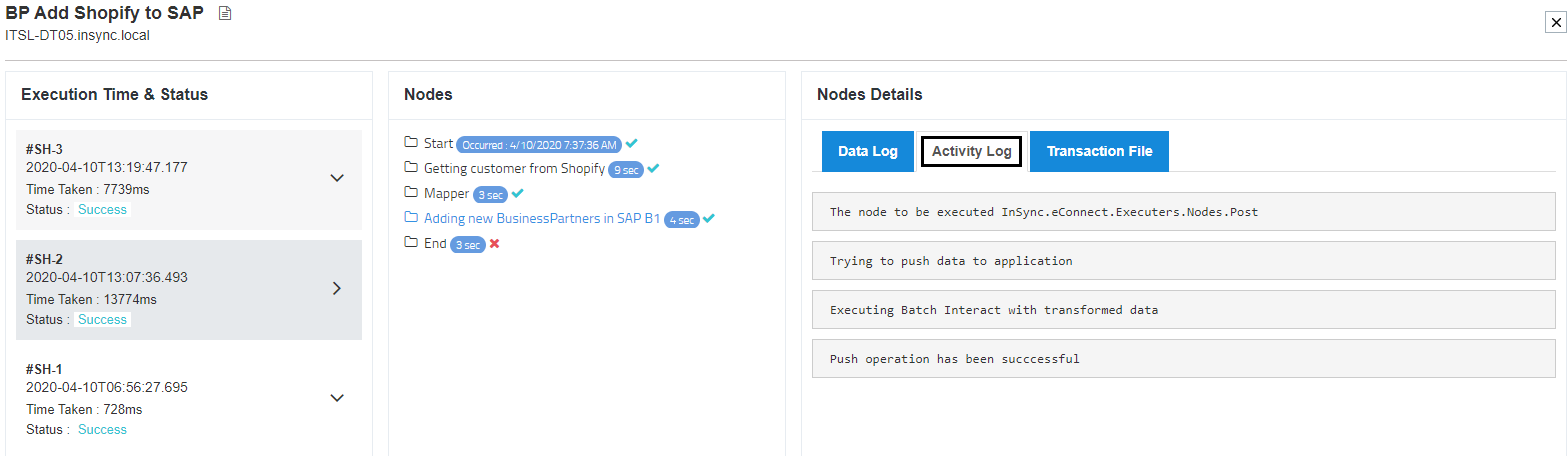 BP Add Shopify to SAP
ITSL-DT05.insync.local
Execution Time & Status
#SH-3
2020-04-10T13:19:47.177
Time Taken : 7739ms
Status : Success
#SH-2
2020-04-10T13:07:36.493
Time Taken : 13774ms
Status : Success
#SH-1
2020-04-10T06:56:27.695
Time Taken : 728ms
Status : Success
Nodes
Start Occurred : 4/10/2020 7:37:36 AM
Getting customer from Shopify 9 sec
Mapper 3 sec
Adding new BusinessPartners in SAP B1 4 sec
End 3 sec
Nodes Details
Data Log Activity Log Transaction File
The node to be executed InSync.eConnect.Executers.Nodes.Post
Trying to push data to application
Executing Batch Interact with transformed data
Push operation has been succcessful